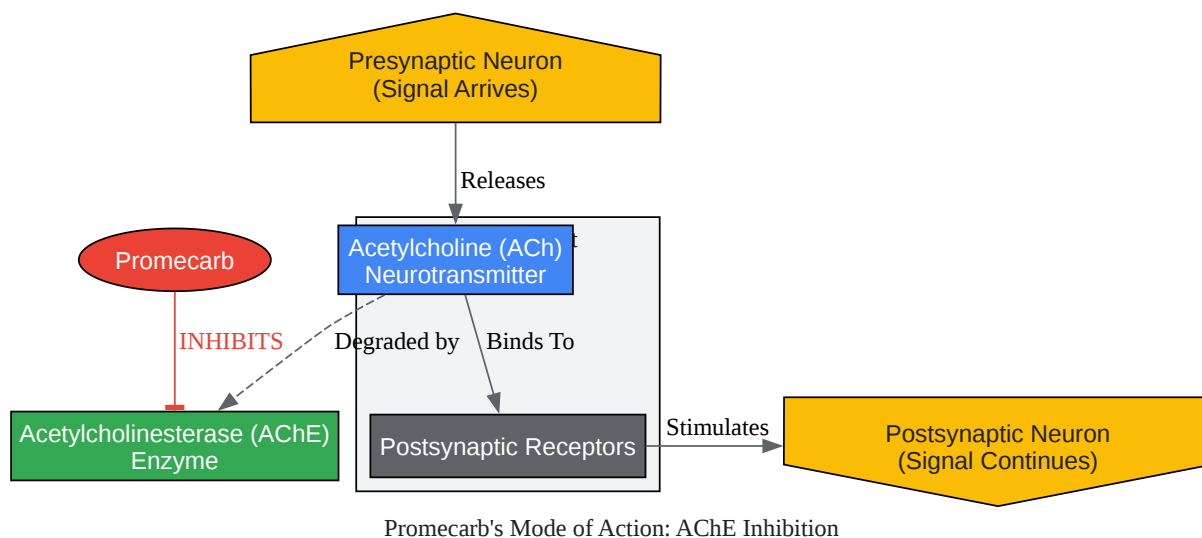 Presynaptic Neuron
(Signal Arrives)
Releases
Acetylcholine (ACh)
Neurotransmitter
Promecarb
INHIBITS
Degraded by
Binds To
Acetylcholinesterase (AChE)
Enzyme
Postsynaptic Receptors
Stimulates
Postsynaptic Neuron
(Signal Continues)
Promecarb's Mode of Action: AChE Inhibition